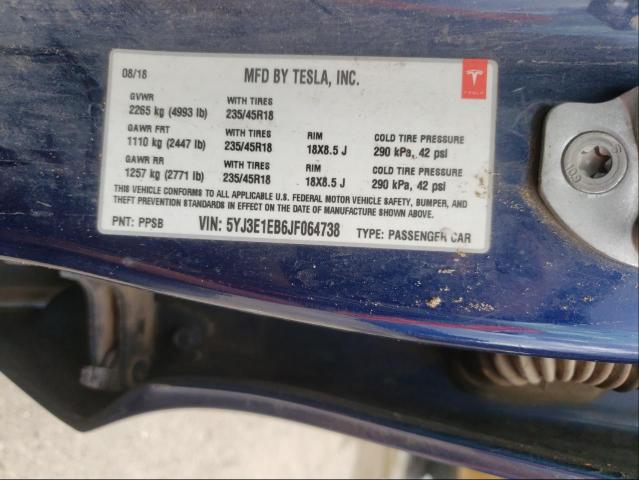 08/18 MFD BY TESLA, INC. TESLA
GVWR WITH TIRES
2265 kg (4993 lb) 235/45R18
GAWR FRT WITH TIRES RIM COLD TIRE PRESSURE
1110 kg (2447 lb) 235/45R18 18X8.5 J 290 kPa, 42 psi
GAWR RR WITH TIRES RIM COLD TIRE PRESSURE
1257 kg (2771 lb) 235/45R18 18X8.5 J 290 kPa, 42 psi
THIS VEHICLE CONFORMS TO ALL APPLICABLE U.S. FEDERAL MOTOR VEHICLE SAFETY, BUMPER, AND
THEFT PREVENTION STANDARDS IN EFFECT ON THE DATE OF MANUFACTURE SHOWN ABOVE.
PNT: PPSB VIN: 5YJ3E1EB6JF064738 TYPE: PASSENGER CAR